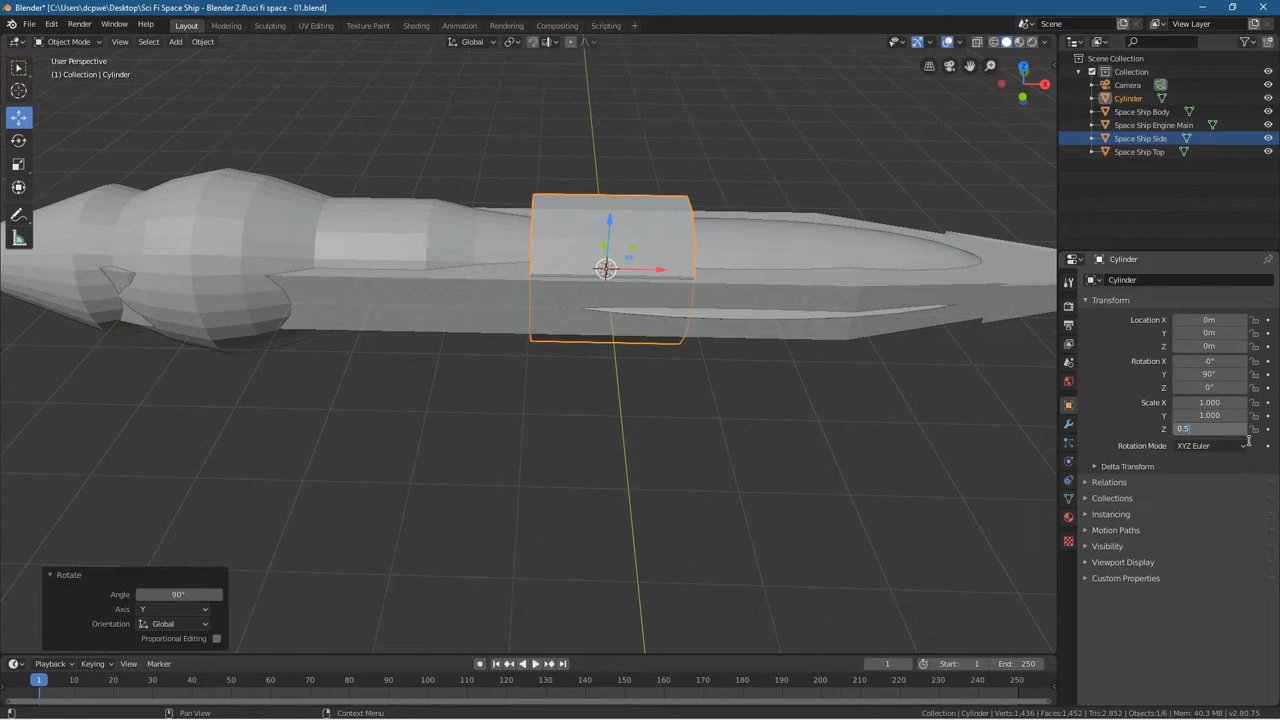 Blender* [C:\Users\dcpwe\Desktop\Sci Fi Space Ship - Blender 2.8\sci fi space - 01.blend]
File Edit Render Window Help Layout Modeling Sculpting UV Editing Texture Paint Shading Animation Rendering Compositing Scripting Scene View Layer
Object Mode View Select Add Object Global
User Perspective
(1) Collection | Cylinder
Z
X
Scene Collection
Collection
Camera
Cylinder
Space Ship Body
Space Ship Engine Main
Space Ship Side
Space Ship Top
Cylinder
Cylinder
Transform
Location X 0m
Y 0m
Z 0m
Rotation X -0°
Y 90°
Z 0°
Scale X 1.000
Y 1.000
Z 0.5
Rotation Mode XYZ Euler
Delta Transform
Relations
Collections
Instancing
Motion Paths
Visibility
Viewport Display
Custom Properties
Rotate
Angle 90°
Axis Y
Orientation Global
Proportional Editing
Playback Keying View Marker 1 Start: 1 End: 250
1 10 20 30 40 50 60 70 80 90 100 110 120 130 140 150 160 170 180 190 200 210 220 230 240 250
Pan View Context Menu Collection | Cylinder | Verts:1,436 | Faces:1,452 | Tris:2,852 | Objects:1/6 | Mem: 40.3 MB | v2.80.75